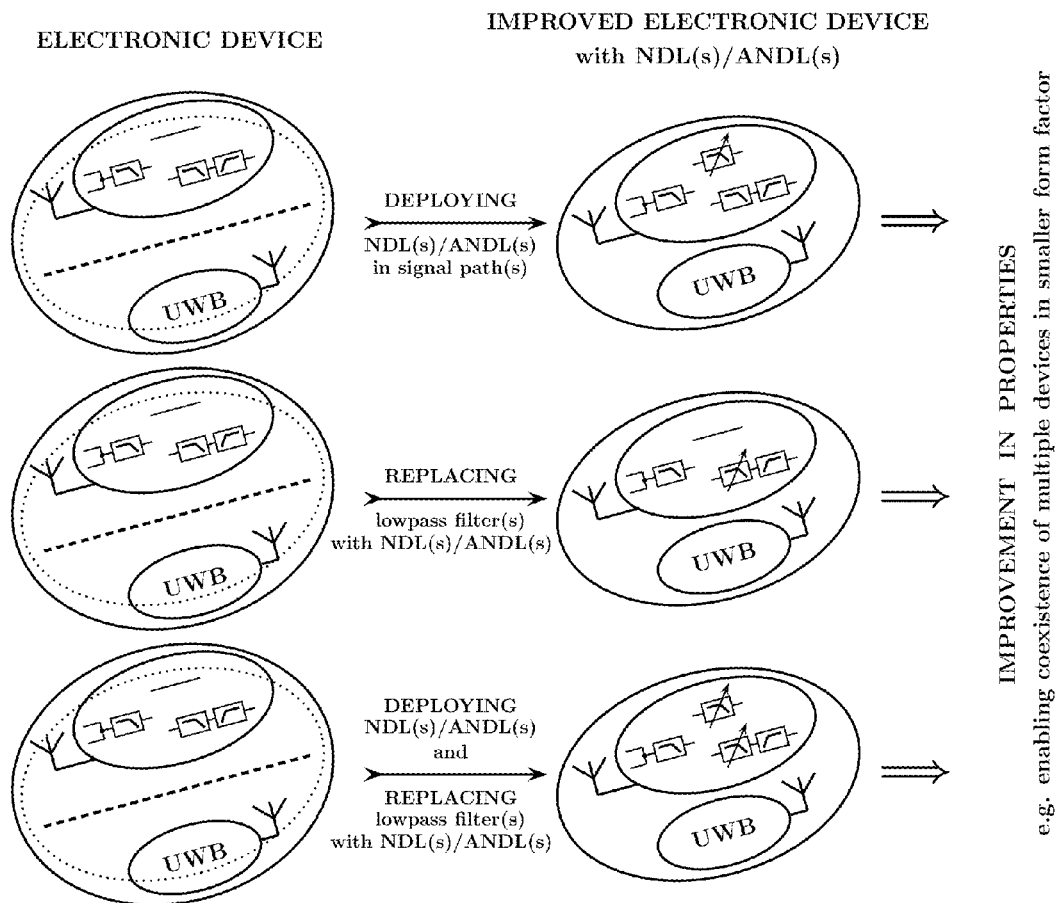 ELECTRONIC DEVICE
IMPROVED ELECTRONIC DEVICE
with NDL(s)/ANDL(s)
UWB
DEPLOYING
NDL(s)/ANDL(s)
in signal path(s)
UWB
UWB
REPLACING
lowpass filter(s)
with NDL(s)/ANDL(s)
UWB
UWB
DEPLOYING
NDL(s)/ANDL(s)
and
REPLACING
lowpass filter(s)
with NDL(s)/ANDL(s)
UWB
IMPROVEMENT IN PROPERTIES
e.g. enabling coexistence of multiple devices in smaller form factor